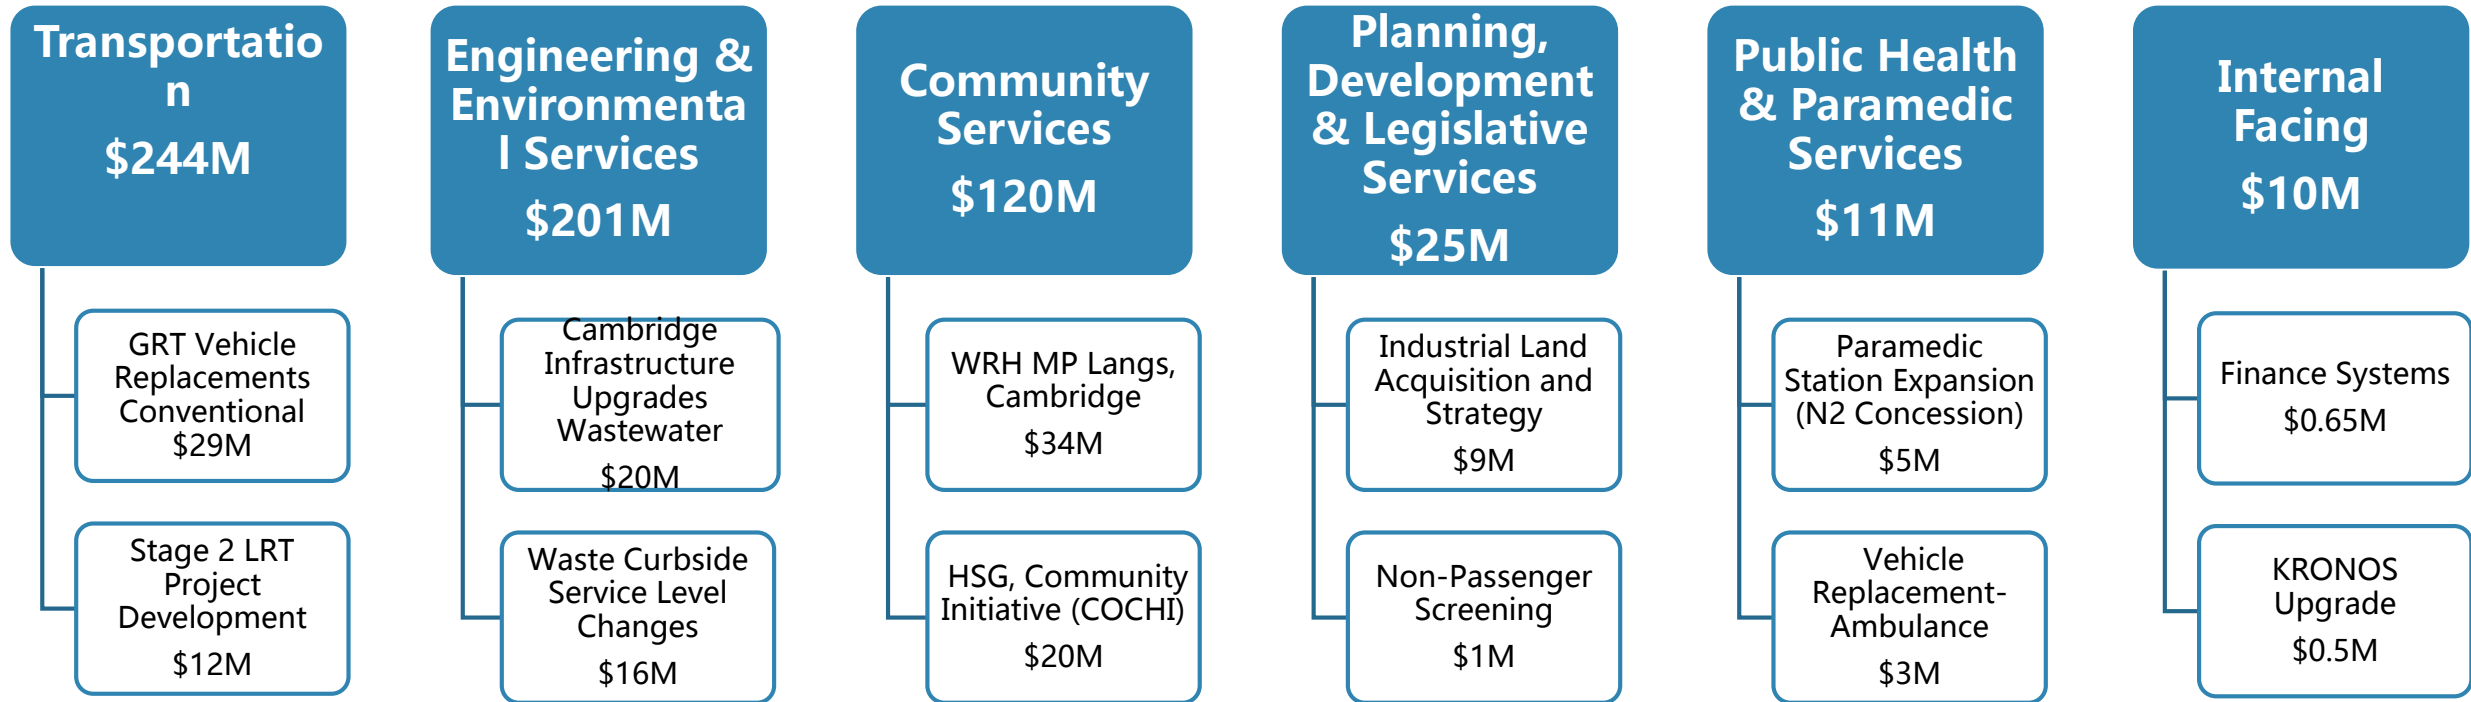 Transportatio
n
$244M
GRT Vehicle
Replacements
Conventional
$29M
Stage 2 LRT
Project
Development
$12M
Engineering &
Environmenta
l Services
$201M
Cambridge
Infrastructure
Upgrades
Wastewater
$20M
Waste Curbside
Service Level
Changes
$16M
Community
Services
$120M
WRH MP Langs,
Cambridge
$34M
HSG, Community
Initiative (COCHI)
$20M
Planning,
Development
& Legislative
Services
$25M
Industrial Land
Acquisition and
Strategy
$9M
Non-Passenger
Screening
$1M
Public Health
& Paramedic
Services
$11M
Paramedic
Station Expansion
(N2 Concession)
$5M
Vehicle
Replacement-
Ambulance
$3M
Internal
Facing
$10M
Finance Systems
$0.65M
KRONOS
Upgrade
$0.5M